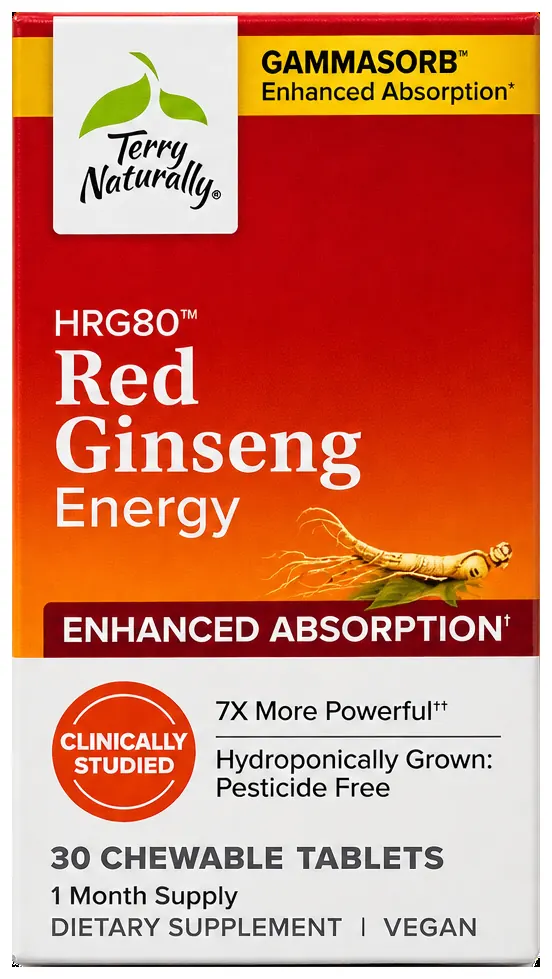 GAMMASORB™
Enhanced Absorption*
Terry
Naturally®
HRG80™
Red
Ginseng
Energy
ENHANCED ABSORPTION†
CLINICALLY
STUDIED
7X More Powerful††
Hydroponically Grown:
Pesticide Free
30 CHEWABLE TABLETS
1 Month Supply
DIETARY SUPPLEMENT | VEGAN